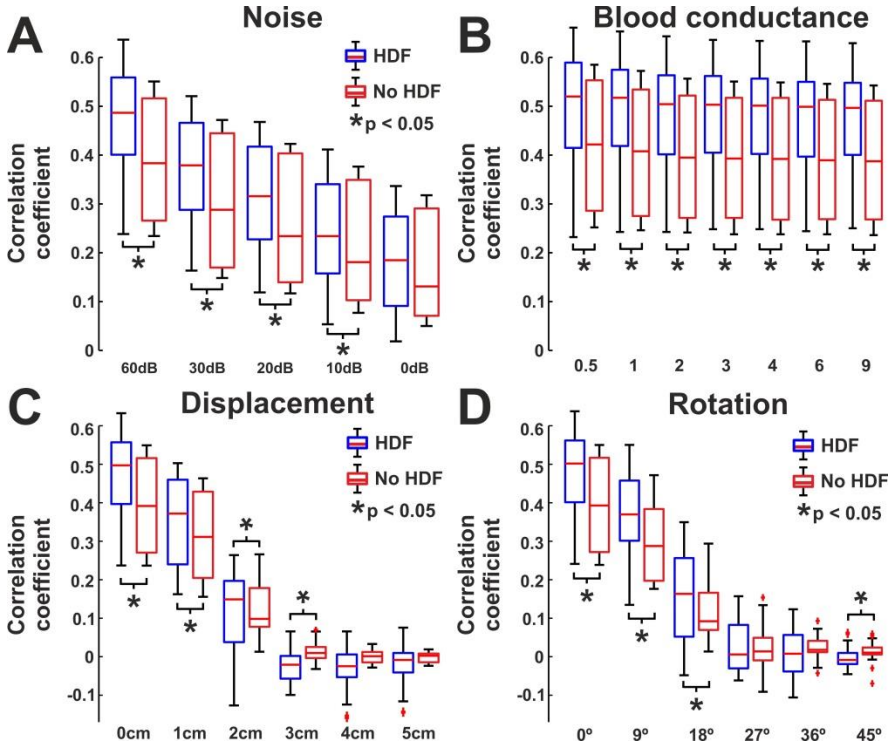 A
Noise
Correlation
coefficient
0.6
0.5
0.4
0.3
0.2
0.1
0
HDF
No HDF
*p < 0.05
*
*
*
*
60dB 30dB 20dB 10dB 0dB
B
Blood conductance
Correlation
coefficient
0.6
0.5
0.4
0.3
0.2
0.1
0
* * * * * * *
0.5 1 2 3 4 6 9
C
Displacement
Correlation
coefficient
0.6
0.5
0.4
0.3
0.2
0.1
0
-0.1
HDF
No HDF
*p < 0.05
*
*
*
*
0cm 1cm 2cm 3cm 4cm 5cm
D
Rotation
Correlation
coefficient
0.6
0.5
0.4
0.3
0.2
0.1
0
-0.1
HDF
No HDF
*p < 0.05
*
*
*
*
0º 9º 18º 27º 36º 45º